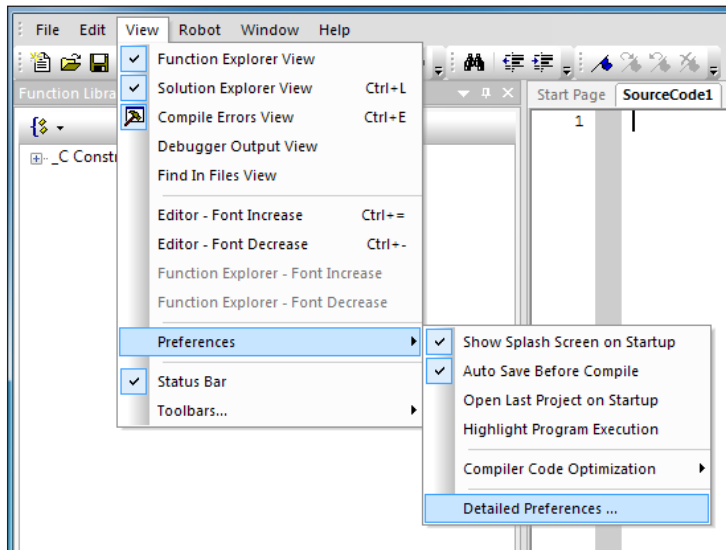 File Edit View Robot Window Help
Function Libra
Start Page SourceCode1
1
_C Constr
Function Explorer View
Solution Explorer View Ctrl+L
Compile Errors View Ctrl+E
Debugger Output View
Find In Files View
Editor - Font Increase Ctrl+=
Editor - Font Decrease Ctrl+-
Function Explorer - Font Increase
Function Explorer - Font Decrease
Preferences
Status Bar
Toolbars...
Show Splash Screen on Startup
Auto Save Before Compile
Open Last Project on Startup
Highlight Program Execution
Compiler Code Optimization
Detailed Preferences ...